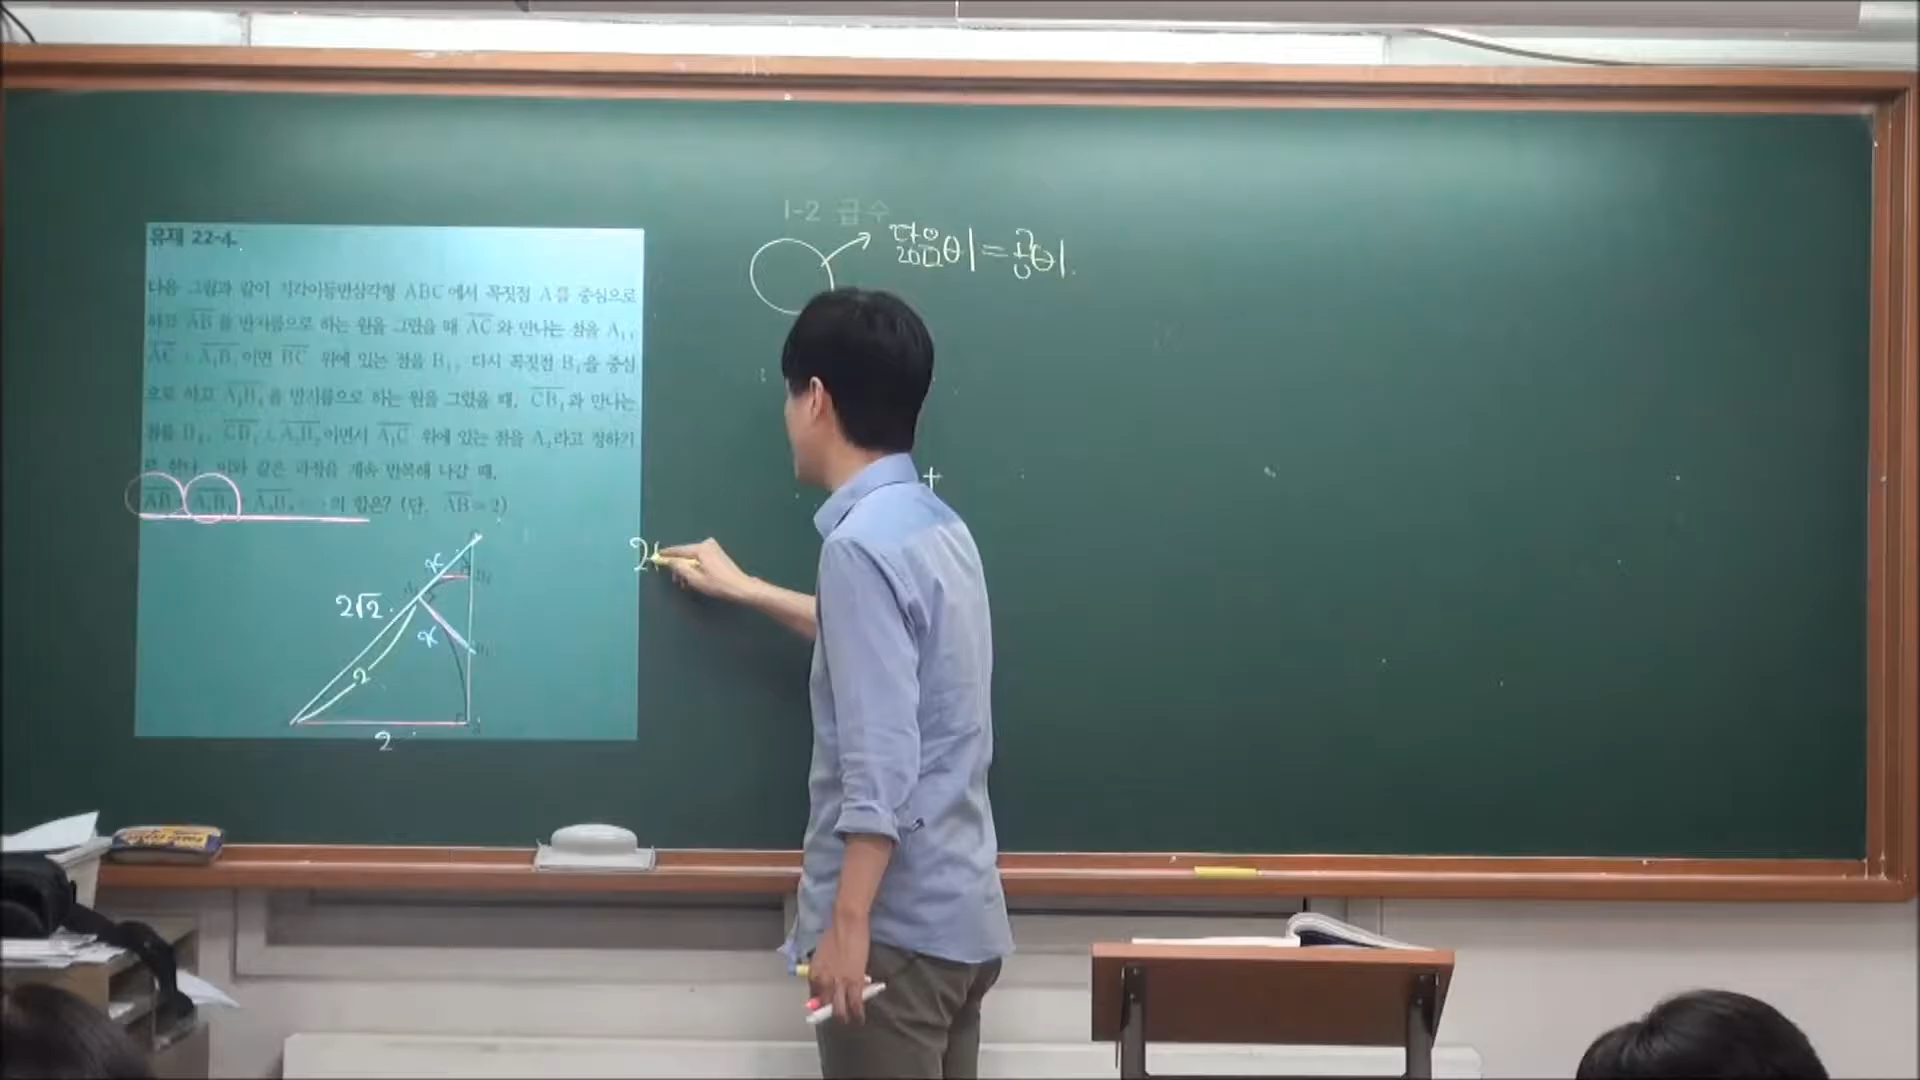 유제 22-4.
다음 그림과 같이 직각이등변삼각형 ABC에서 꼭짓점 A를 중심으로
하고 AB를 반지름으로 하는 원을 그렸을 때 AC와 만나는 점을 A₁,
AC ⊥ A₁B₁이면 BC 위에 있는 점을 B₁, 다시 꼭짓점 B₁을 중심
으로 하고 A₁B₁을 반지름으로 하는 원을 그렸을 때, CB₁과 만나는
점을 B₂, CB₁ ⊥ A₂B₂이면서 A₁C 위에 있는 점을 A₂라고 정하기
로 한다. 이와 같은 과정을 계속 반복해 나갈 때,
AB + A₁B₁ + A₂B₂ + ⋯의 합은? (단, AB = 2)
x
2√2
x
2
2
1-2 급수
다음 = 공비
2
+